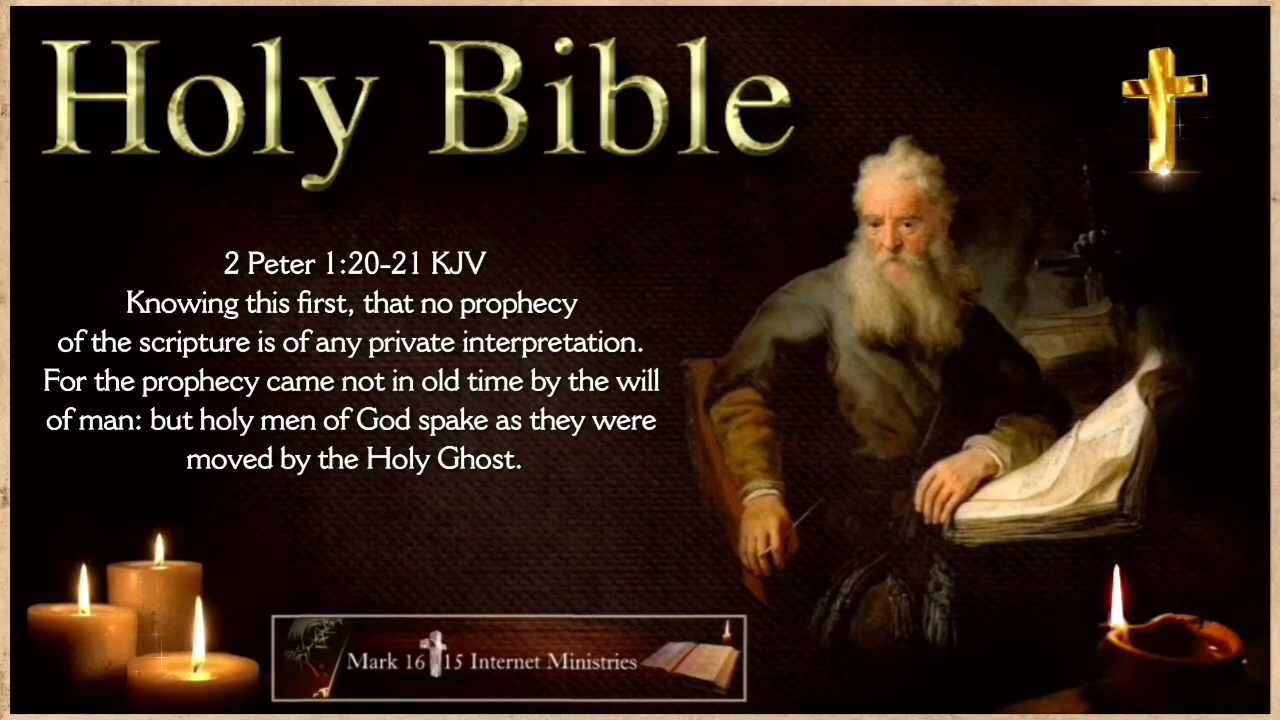 Holy Bible
2 Peter 1:20-21 KJV
Knowing this first, that no prophecy
of the scripture is of any private interpretation.
For the prophecy came not in old time by the will
of man: but holy men of God spake as they were
moved by the Holy Ghost.
Mark 16 15 Internet Ministries